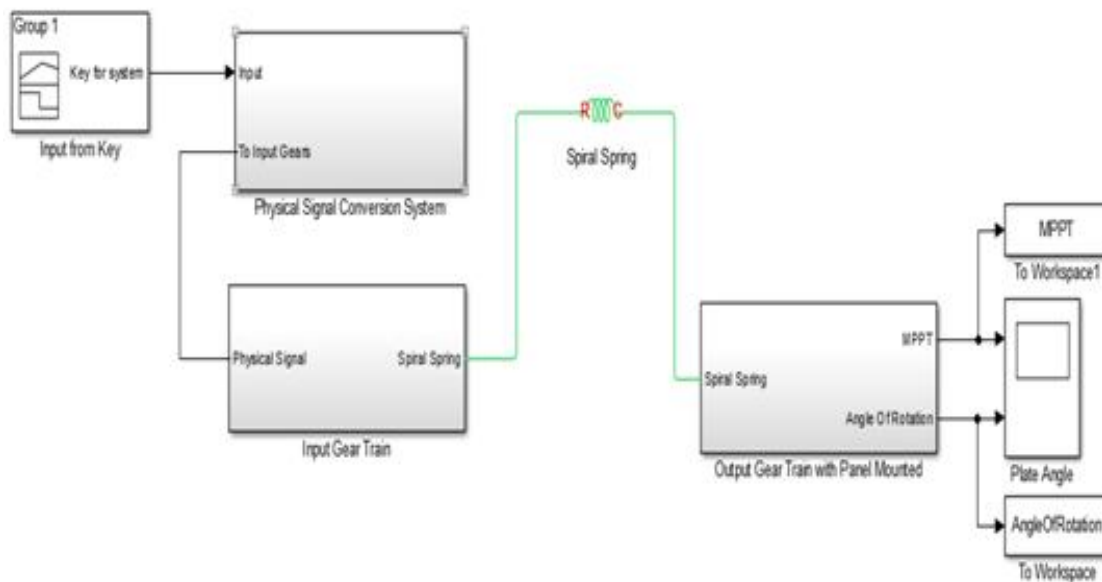 Group 1
Key for system
Input from Key
Input
To Input Gears
Physical Signal Conversion System
R C
Spiral Spring
Physical Signal
Spiral Spring
Input Gear Train
Spiral Spring
MPPT
Angle Of Rotation
Output Gear Train with Panel Mounted
MPPT
To Workspace1
Plate Angle
AngleOfRotation
To Workspace